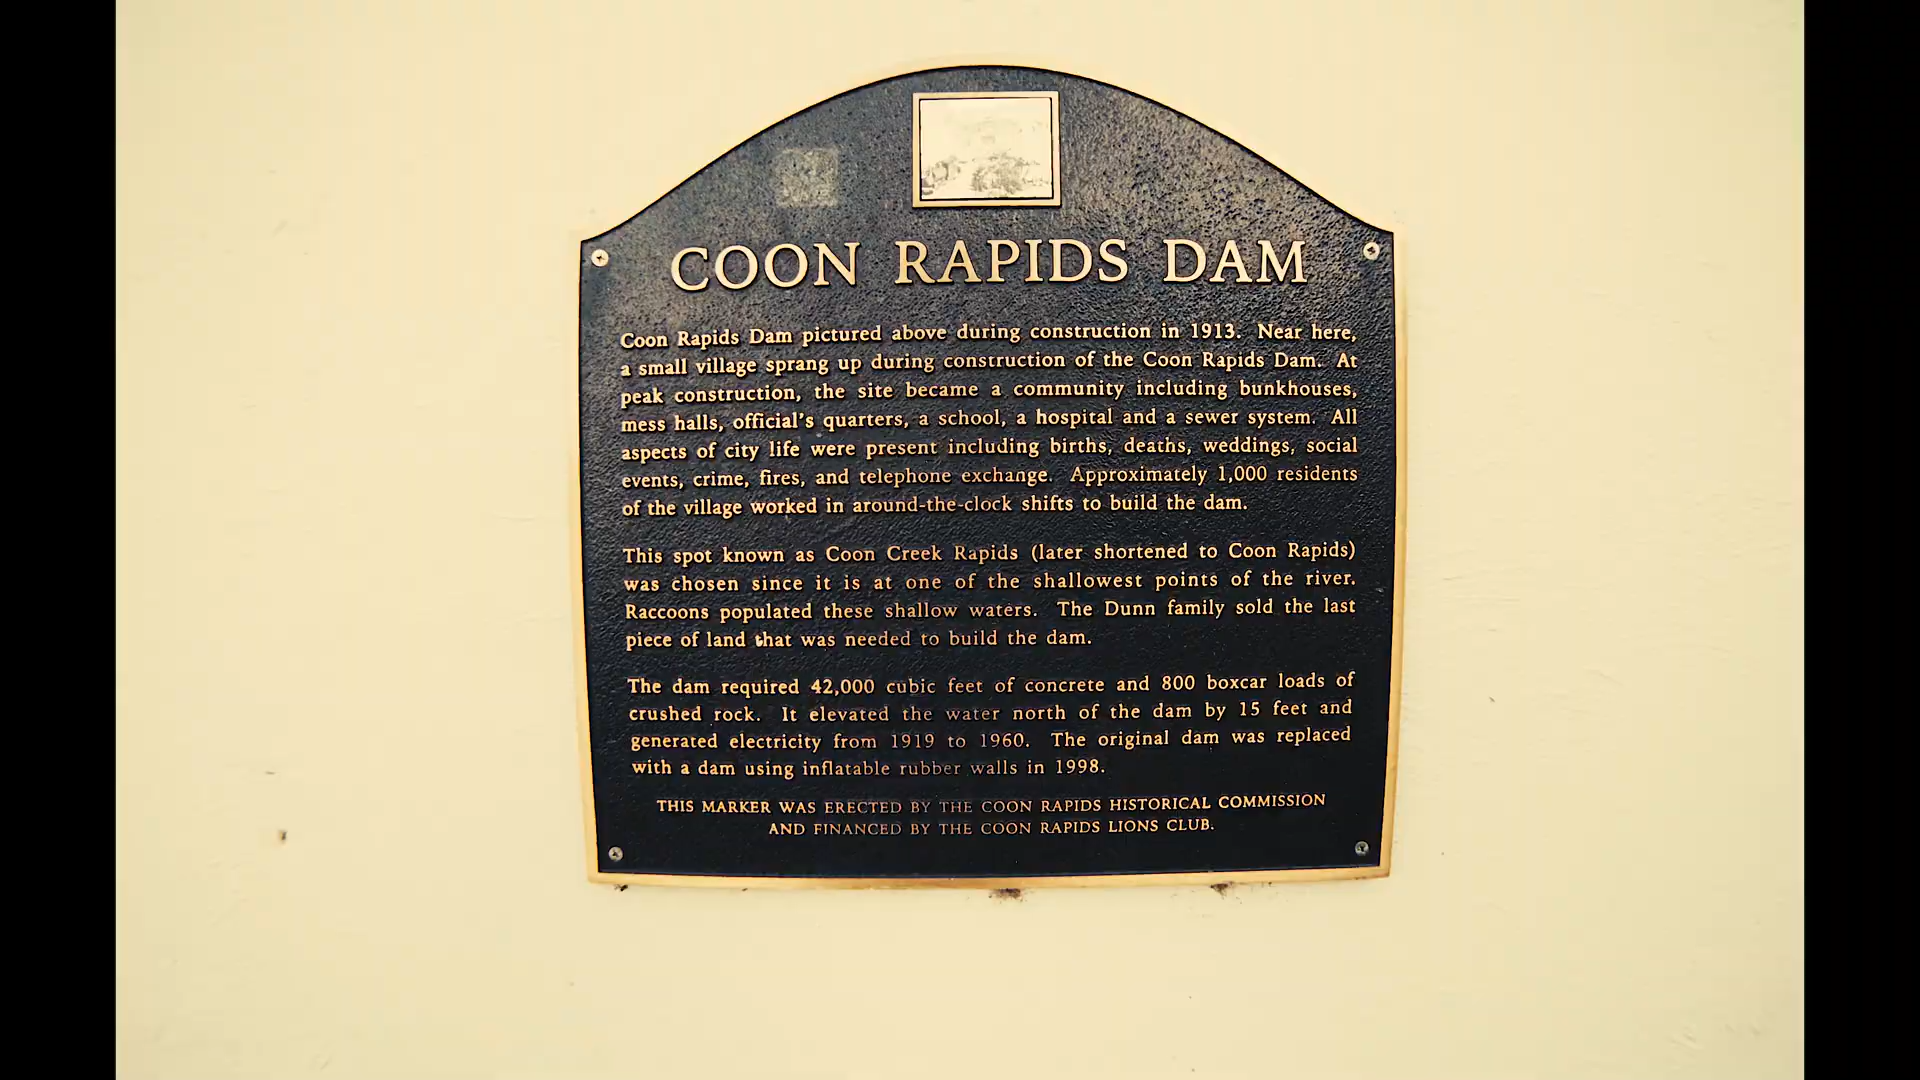 COON RAPIDS DAM
Coon Rapids Dam pictured above during construction in 1913. Near here,
a small village sprang up during construction of the Coon Rapids Dam. At
peak construction, the site became a community including bunkhouses,
mess halls, official's quarters, a school, a hospital and a sewer system. All
aspects of city life were present including births, deaths, weddings, social
events, crime, fires, and telephone exchange. Approximately 1,000 residents
of the village worked in around-the-clock shifts to build the dam.
This spot known as Coon Creek Rapids (later shortened to Coon Rapids)
was chosen since it is at one of the shallowest points of the river.
Raccoons populated these shallow waters. The Dunn family sold the last
piece of land that was needed to build the dam.
The dam required 42,000 cubic feet of concrete and 800 boxcar loads of
crushed rock. It elevated the water north of the dam by 15 feet and
generated electricity from 1919 to 1960. The original dam was replaced
with a dam using inflatable rubber walls in 1998.
THIS MARKER WAS ERECTED BY THE COON RAPIDS HISTORICAL COMMISSION
AND FINANCED BY THE COON RAPIDS LIONS CLUB.